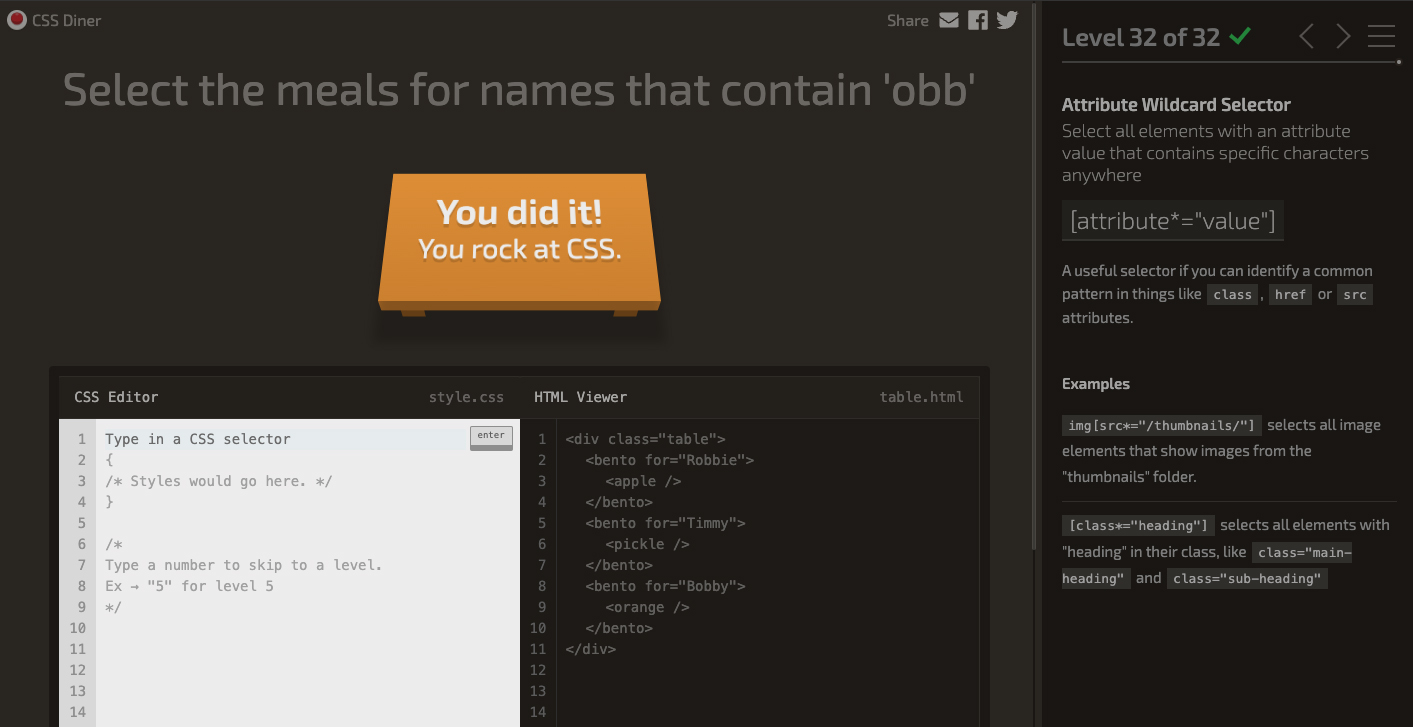 CSS Diner
Share
Select the meals for names that contain 'obb'
You did it!
You rock at CSS.
CSS Editor style.css
1 Type in a CSS selector enter
2 {
3 /* Styles would go here. */
4 }
5
6 /*
7 Type a number to skip to a level.
8 Ex → "5" for level 5
9 */
10
11
12
13
14
HTML Viewer table.html
1 <div class="table">
2 <bento for="Robbie">
3 <apple />
4 </bento>
5 <bento for="Timmy">
6 <pickle />
7 </bento>
8 <bento for="Bobby">
9 <orange />
10 </bento>
11 </div>
12
13
14
Level 32 of 32
Attribute Wildcard Selector
Select all elements with an attribute
value that contains specific characters
anywhere
[attribute*="value"]
A useful selector if you can identify a common
pattern in things like class, href or src
attributes.
Examples
img[src*="/thumbnails/"] selects all image
elements that show images from the
"thumbnails" folder.
[class*="heading"] selects all elements with
"heading" in their class, like class="main-
heading" and class="sub-heading"